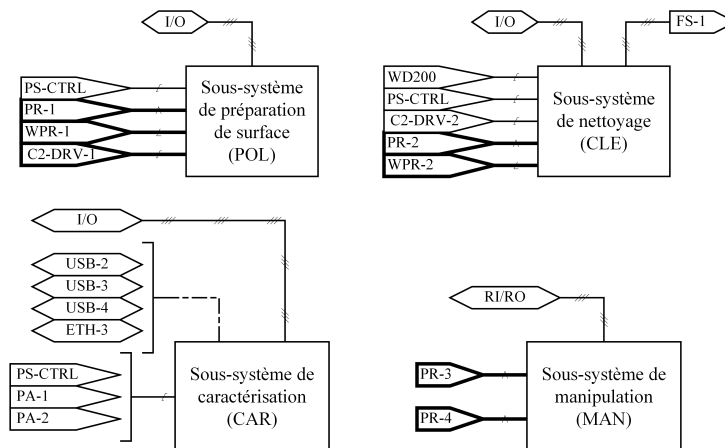 I/O
PS-CTRL
PR-1
WPR-1
C2-DRV-1
Sous-système
de préparation
de surface
(POL)
I/O
FS-1
WD200
PS-CTRL
C2-DRV-2
PR-2
WPR-2
Sous-système
de nettoyage
(CLE)
I/O
USB-2
USB-3
USB-4
ETH-3
PS-CTRL
PA-1
PA-2
Sous-système de
caractérisation
(CAR)
RI/RO
PR-3
PR-4
Sous-système de
manipulation
(MAN)